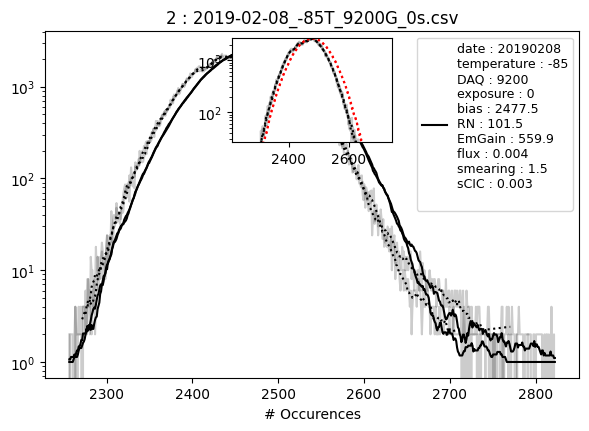 2 : 2019-02-08_-85T_9200G_0s.csv
10³
10²
10¹
10⁰
10³
10²
2400
2600
date : 20190208
temperature : -85
DAQ : 9200
exposure : 0
bias : 2477.5
RN : 101.5
EmGain : 559.9
flux : 0.004
smearing : 1.5
sCIC : 0.003
2300
2400
2500
2600
2700
2800
# Occurences